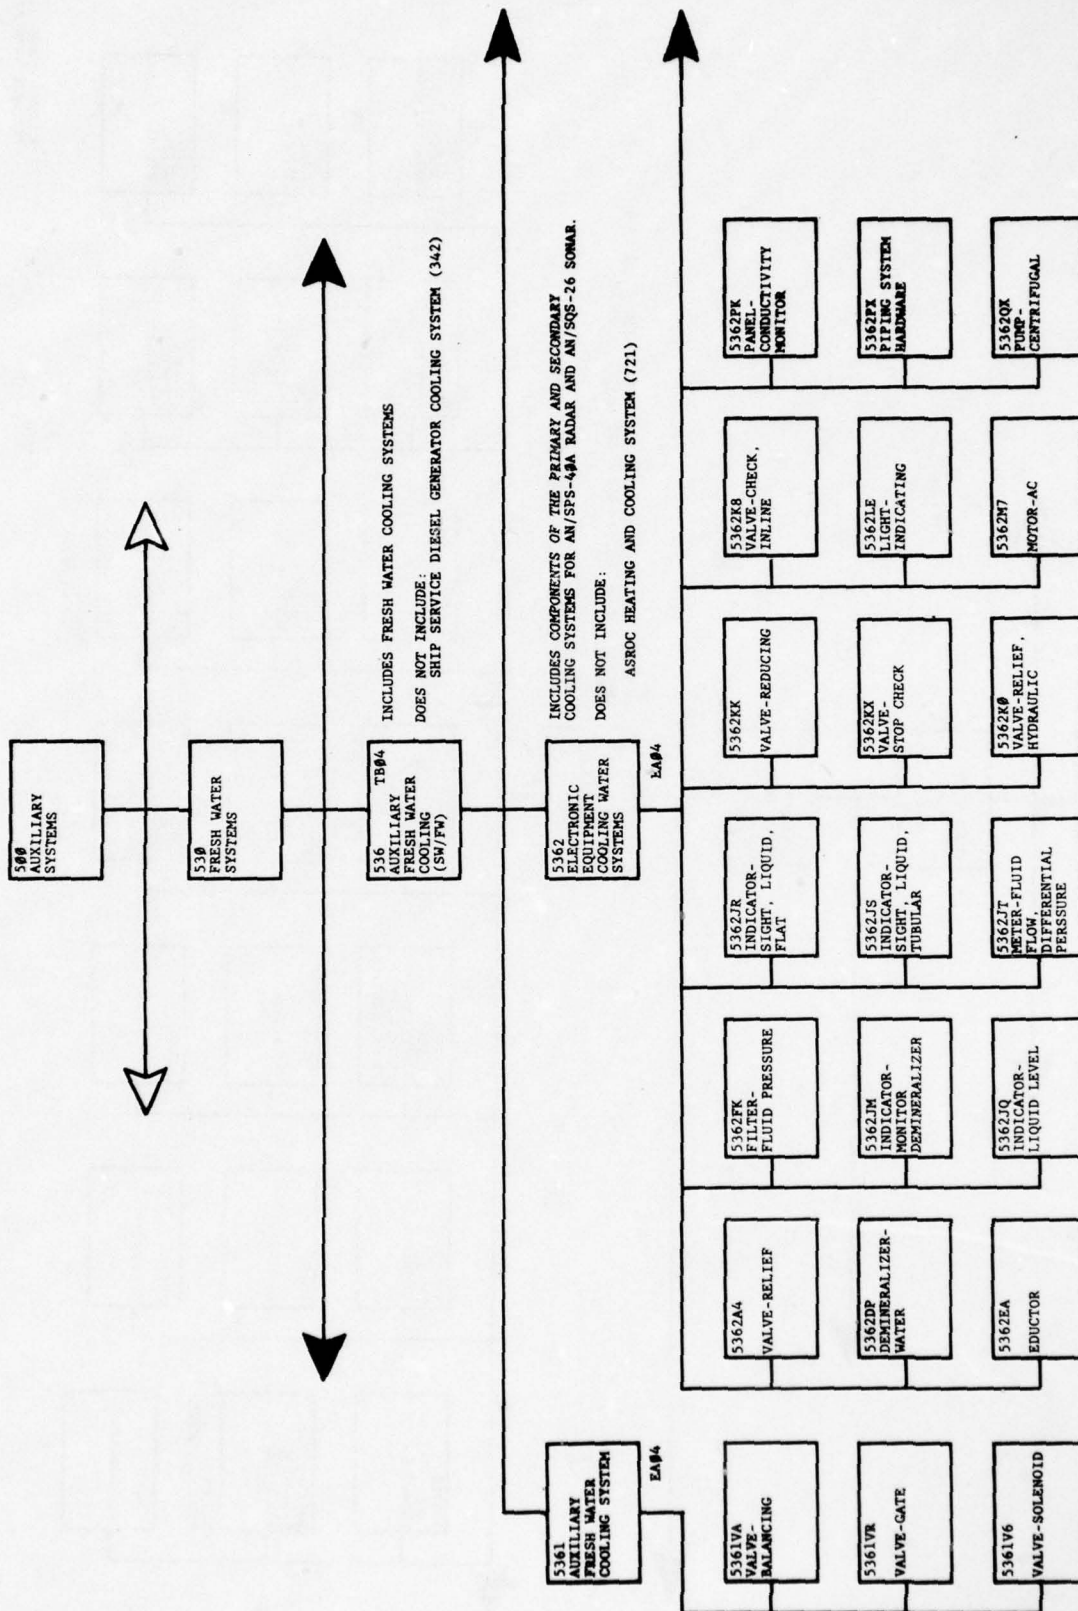 5ØØ
AUXILIARY
SYSTEMS
53Ø
FRESH WATER
SYSTEMS
536 TBØ4
AUXILIARY
FRESH WATER
COOLING
(SW/FW)
INCLUDES FRESH WATER COOLING SYSTEMS
DOES NOT INCLUDE:
SHIP SERVICE DIESEL GENERATOR COOLING SYSTEM (342)
5361
AUXILIARY
FRESH WATER
COOLING SYSTEM
EAØ4
5362
ELECTRONIC
EQUIPMENT
COOLING WATER
SYSTEMS
EAØ4
INCLUDES COMPONENTS OF THE PRIMARY AND SECONDARY
COOLING SYSTEMS FOR AN/SPS-4ØA RADAR AND AN/SQS-26 SONAR.
DOES NOT INCLUDE:
ASROC HEATING AND COOLING SYSTEM (721)
5361VA
VALVE-
BALANCING
5361VR
VALVE-GATE
5361V6
VALVE-SOLENOID
5362A4
VALVE-RELIEF
5362DP
DEMINERALIZER-
WATER
5362EA
EDUCTOR
5362FK
FILTER-
FLUID PRESSURE
5362JM
INDICATOR-
MONITOR
DEMINERALIZER
5362JQ
INDICATOR-
LIQUID LEVEL
5362JR
INDICATOR-
SIGHT, LIQUID,
FLAT
5362JS
INDICATOR-
SIGHT, LIQUID,
TUBULAR
5362JT
METER-FLUID
FLOW,
DIFFERENTIAL
PERSSURE
5362KK
VALVE-REDUCING
5362KX
VALVE-
STOP CHECK
5362KØ
VALVE-RELIEF,
HYDRAULIC
5362K8
VALVE-CHECK,
INLINE
5362LE
LIGHT-
INDICATING
5362M7
MOTOR-AC
5362PK
PANEL-
CONDUCTIVITY
MONITOR
5362PX
PIPING SYSTEM
HARDWARE
5362QX
PUMP-
CENTRIFUGAL